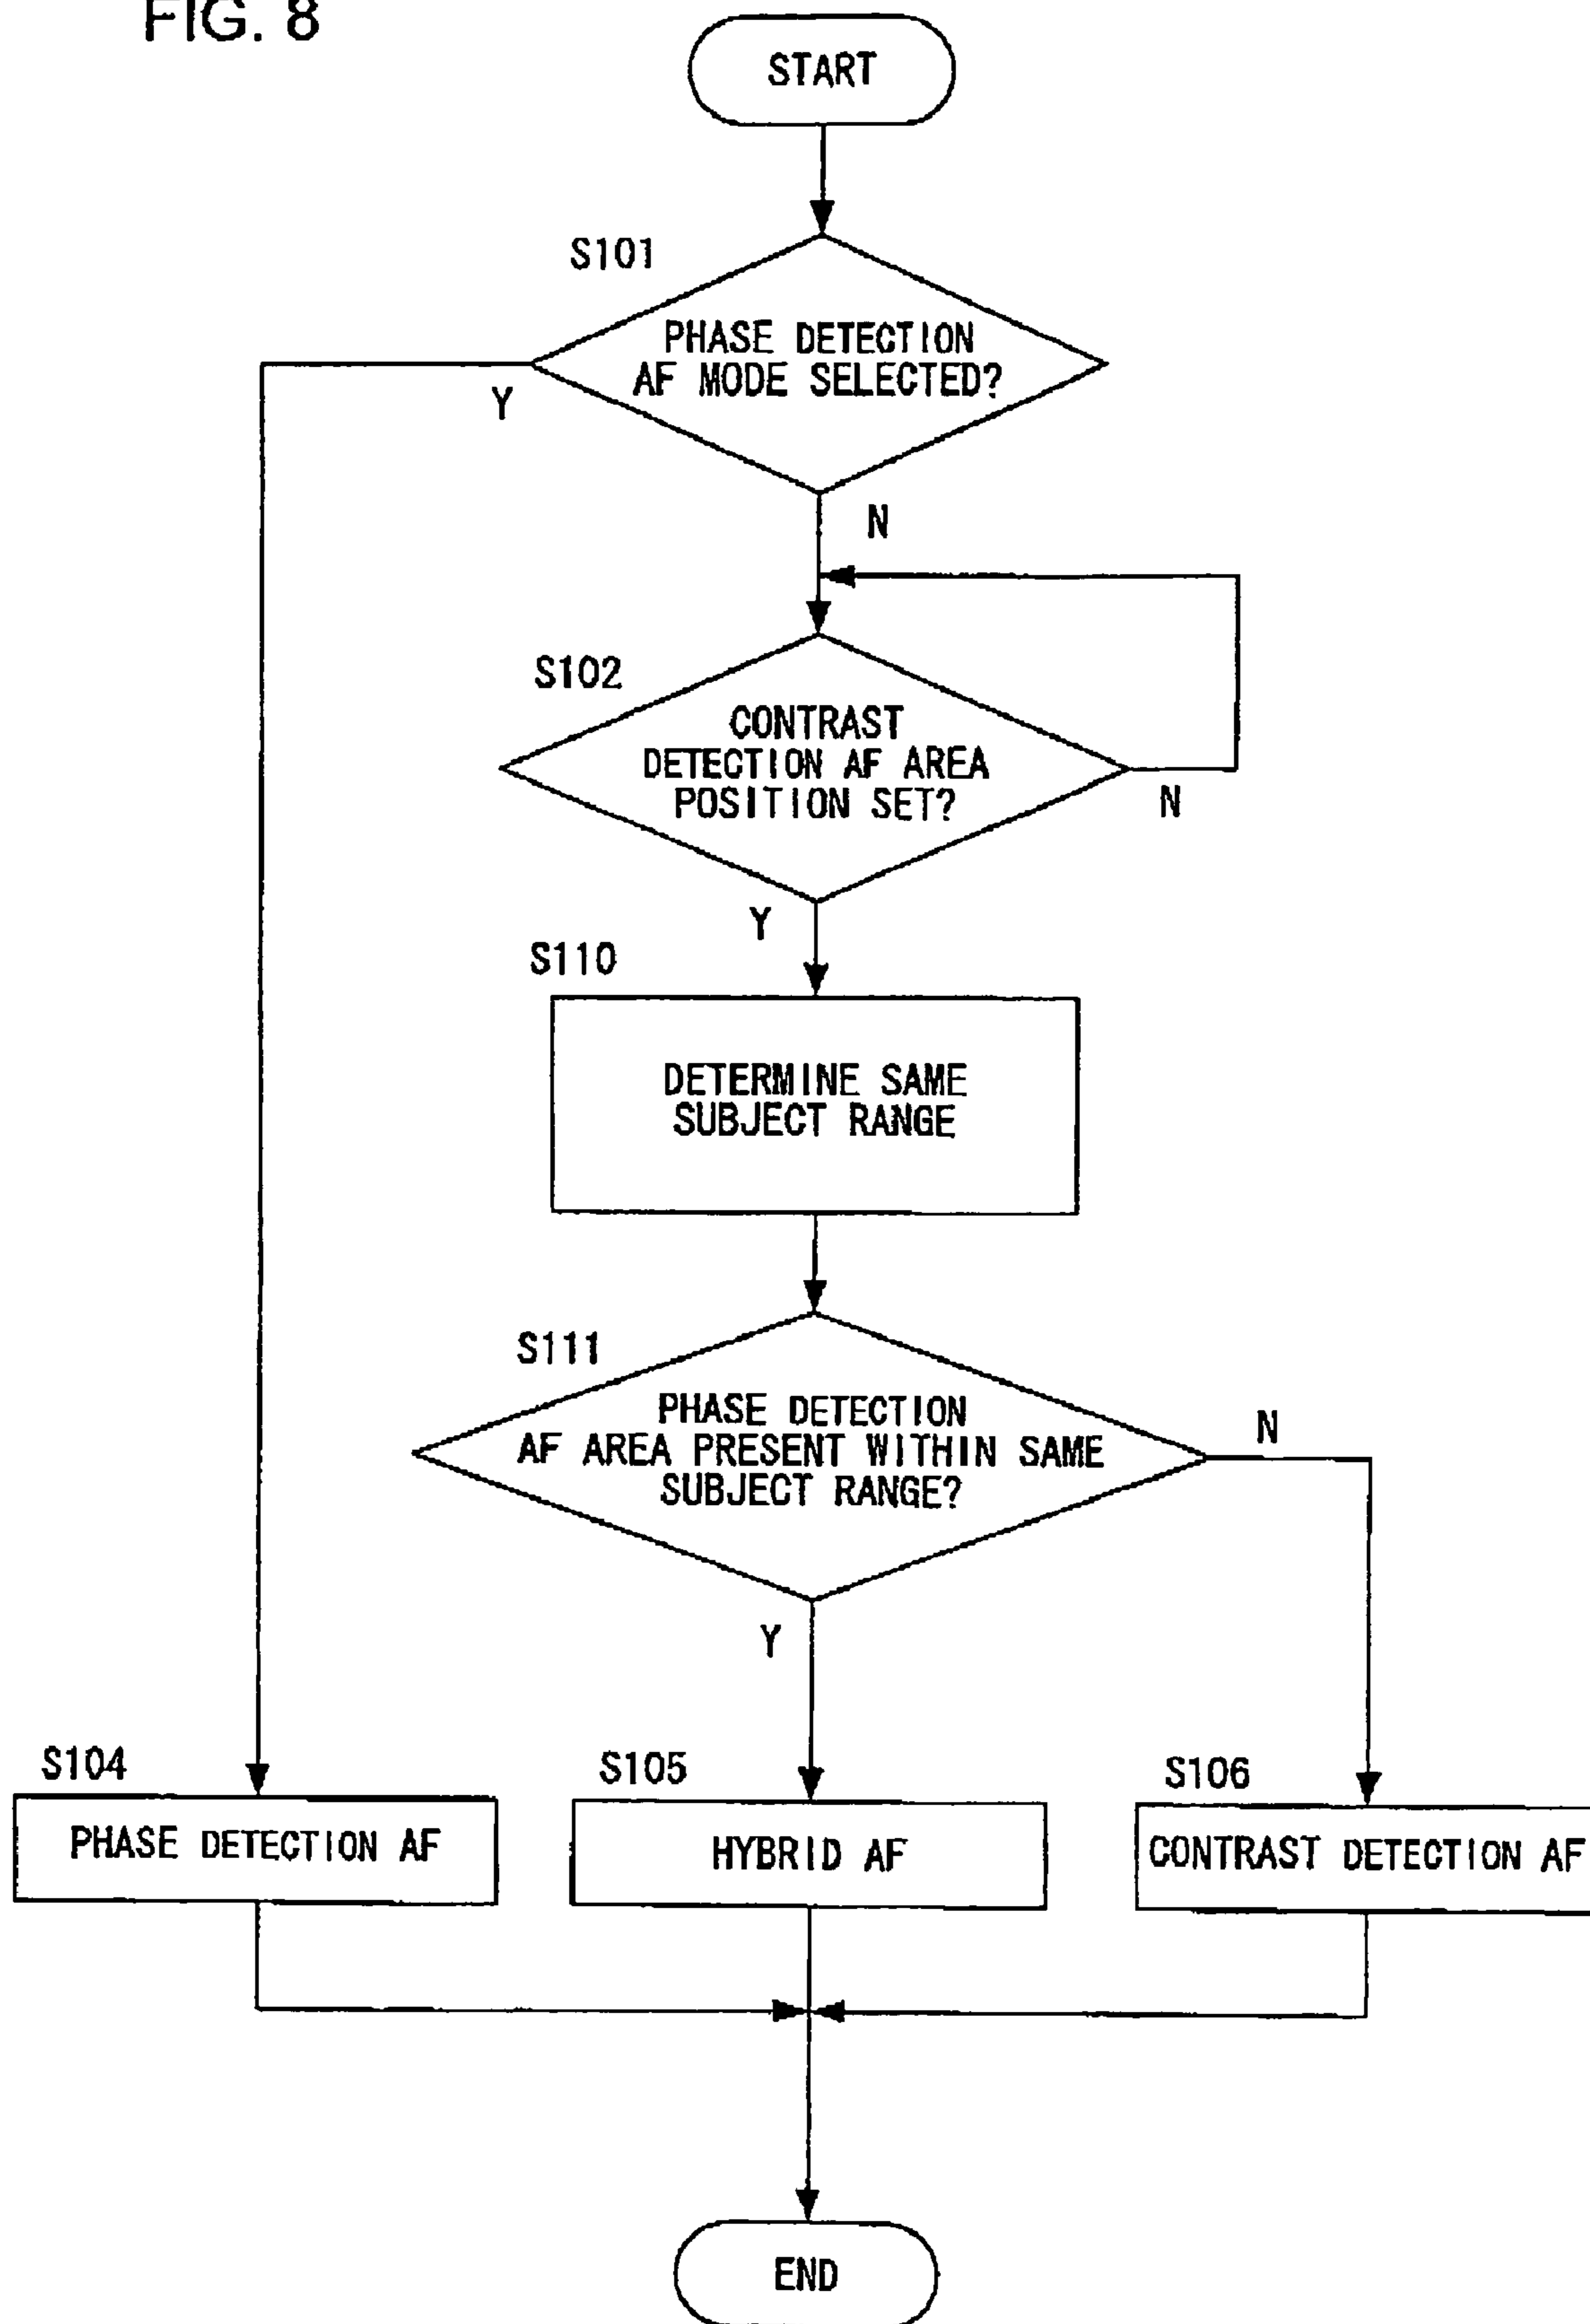 FIG. 8
START
S101
PHASE DETECTION
AF MODE SELECTED?
Y
N
S102
CONTRAST
DETECTION AF AREA
POSITION SET?
N
Y
S110
DETERMINE SAME
SUBJECT RANGE
S111
PHASE DETECTION
AF AREA PRESENT WITHIN SAME
SUBJECT RANGE?
N
Y
S104
PHASE DETECTION AF
S105
HYBRID AF
S106
CONTRAST DETECTION AF
END